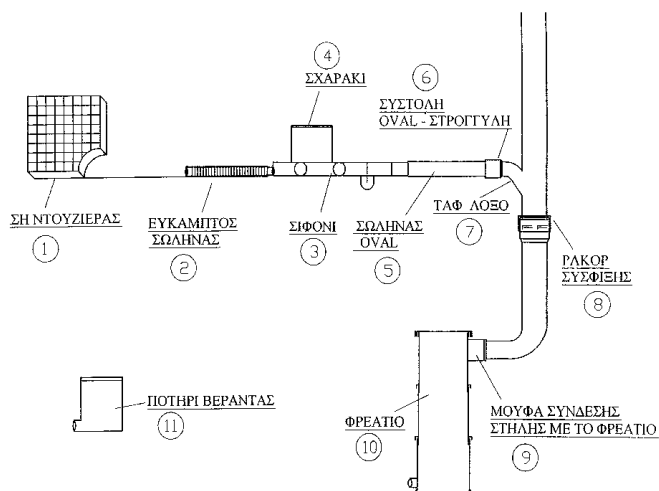 4
ΣΧΑΡΑΚΙ
6
ΣΥΣΤΟΛΗ
OVAL - ΣΤΡΟΓΓΥΛΗ
ΣΗ ΝΤΟΥΖΙΕΡΑΣ
1
ΕΥΚΑΜΠΤΟΣ
ΣΩΛΗΝΑΣ
2
ΣΙΦΟΝΙ
3
ΣΩΛΗΝΑΣ
OVAL
5
ΤΑΦ ΛΟΞΟ
7
ΡΑΚΟΡ
ΣΥΣΦΙΞΗΣ
8
ΠΟΤΗΡΙ ΒΕΡΑΝΤΑΣ
11
ΦΡΕΑΤΙΟ
10
ΜΟΥΦΑ ΣΥΝΔΕΣΗΣ
ΣΤΗΛΗΣ ΜΕ ΤΟ ΦΡΕΑΤΙΟ
9